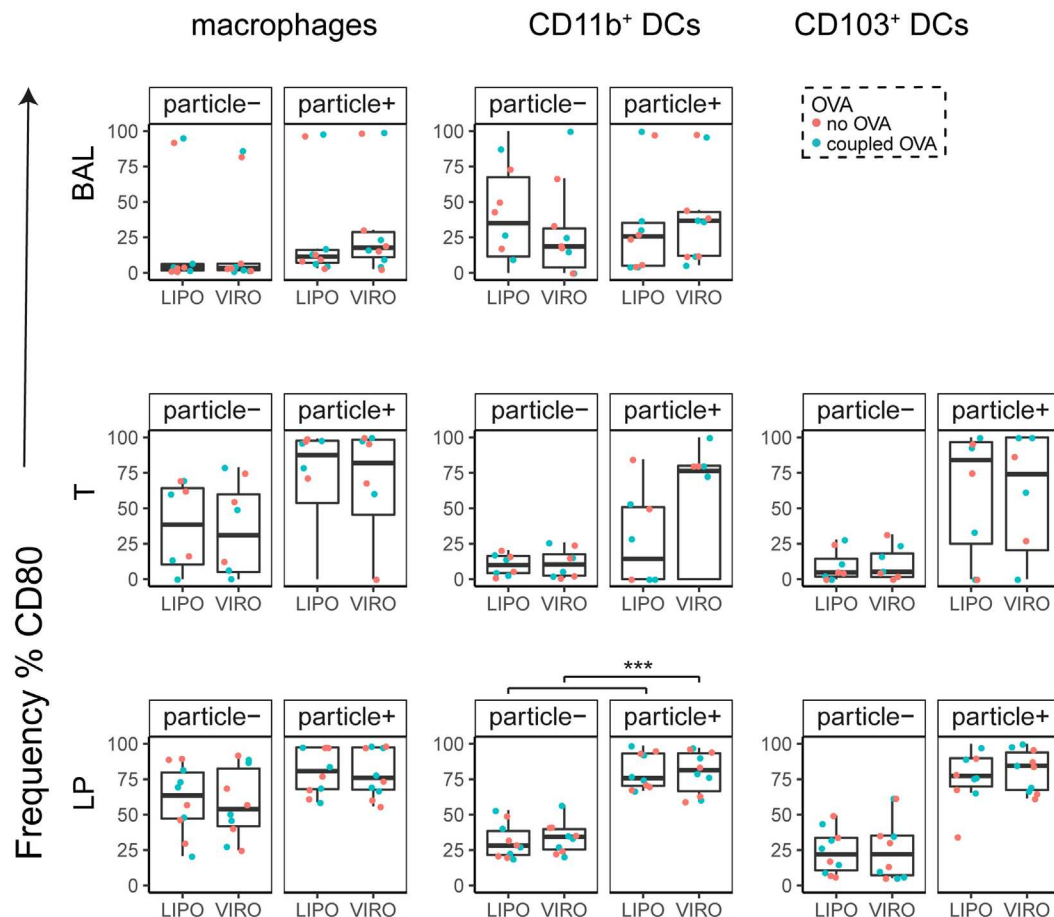 macrophages CD11b⁺ DCs CD103⁺ DCs
particle− particle+ particle− particle+
OVA
no OVA
coupled OVA
BAL
100
75
50
25
0
LIPO VIRO LIPO VIRO LIPO VIRO LIPO VIRO
Frequency % CD80
particle− particle+ particle− particle+ particle− particle+
T
100
75
50
25
0
LIPO VIRO LIPO VIRO LIPO VIRO LIPO VIRO LIPO VIRO LIPO VIRO
***
particle− particle+ particle− particle+ particle− particle+
LP
100
75
50
25
0
LIPO VIRO LIPO VIRO LIPO VIRO LIPO VIRO LIPO VIRO LIPO VIRO